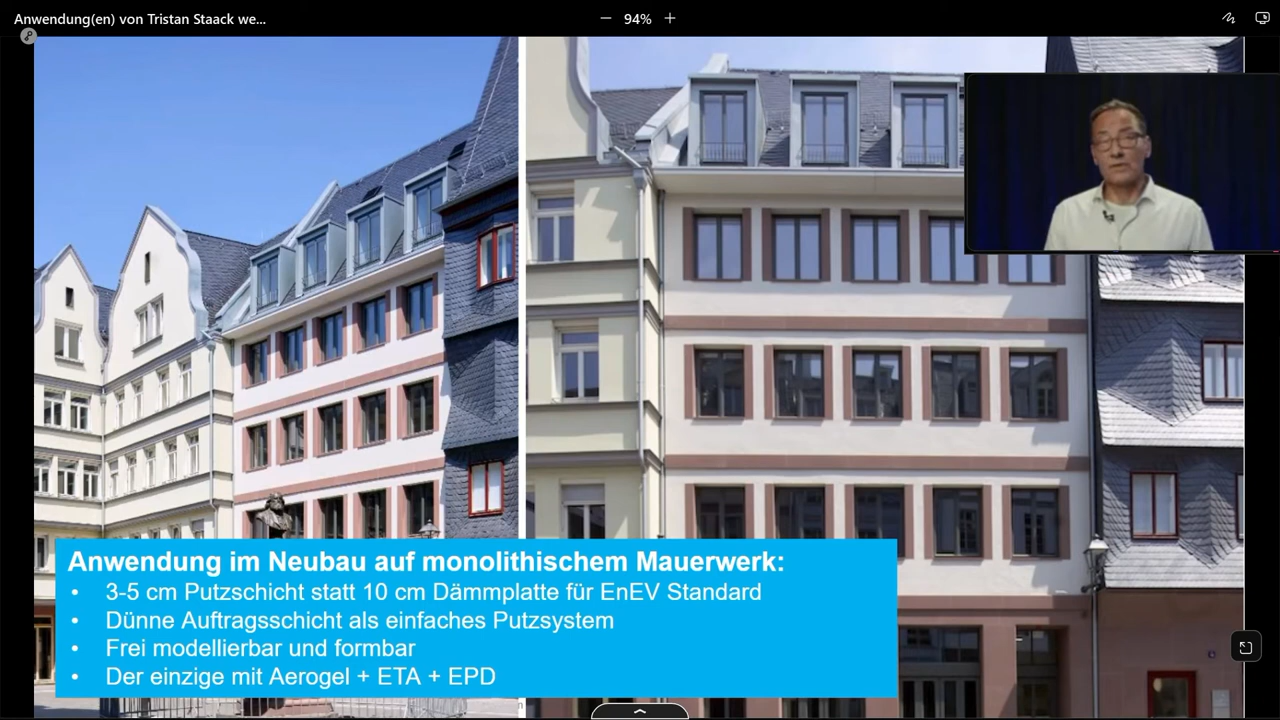 Anwendung(en) von Tristan Staack we...
94%
Anwendung im Neubau auf monolithischem Mauerwerk:
• 3-5 cm Putzschicht statt 10 cm Dämmplatte für EnEV Standard
• Dünne Auftragsschicht als einfaches Putzsystem
• Frei modellierbar und formbar
• Der einzige mit Aerogel + ETA + EPD